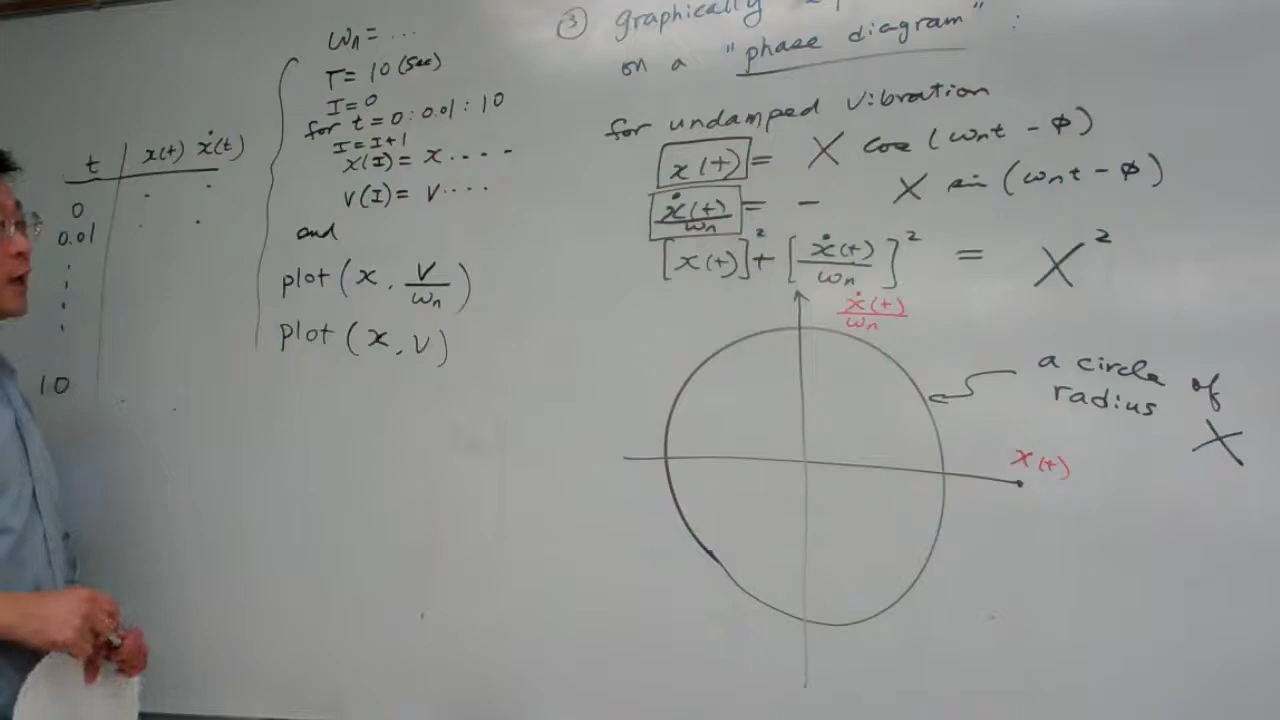 t | x(t) ẋ(t)
0
0.01
10
ωn = ...
T = 10 (sec)
I = 0
for t = 0 : 0.01 : 10
I = I + 1
x(I) = x ....
v(I) = v ....
and
plot (x, v/ωn)
plot (x, v)
③ graphically
on a "phase diagram" :
for undamped vibration
x(t) = X cos (ωnt - φ)
ẋ(t)/ωn = - X sin (ωnt - φ)
[x(t)]² + [ẋ(t)/ωn]² = X²
ẋ(t)/ωn
a circle of
radius
X
x(t)